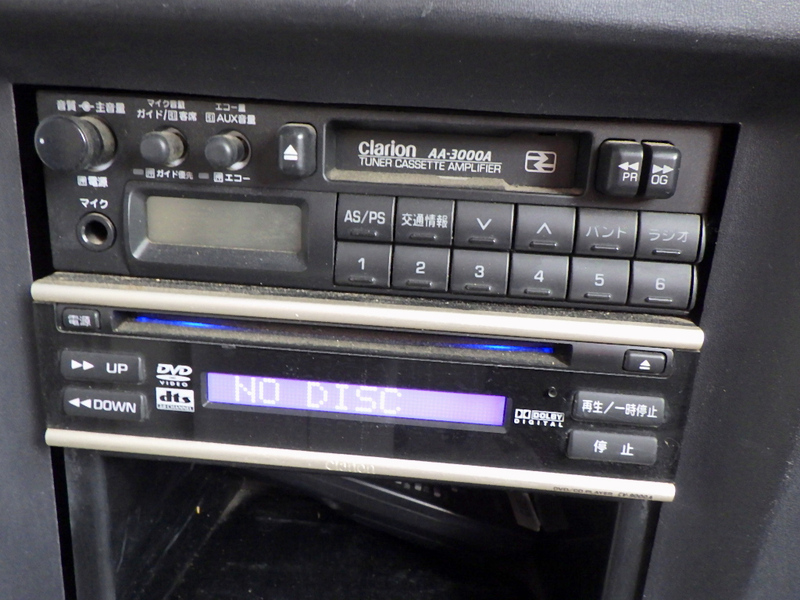 音質 主音量
マイク音量
ガイド/客席
エコー量
AUX音量
電源
ガイド優先
エコー
マイク
clarion AA-3000A
TUNER CASSETTE AMPLIFIER
PR
OG
AS/PS
交通情報
バンド
ラジオ
1
2
3
4
5
6
電源
UP
DOWN
DVD
VIDEO
dts
NO DISC
DOLBY
DIGITAL
再生/一時停止
停止
clarion
DVD/CD PLAYER